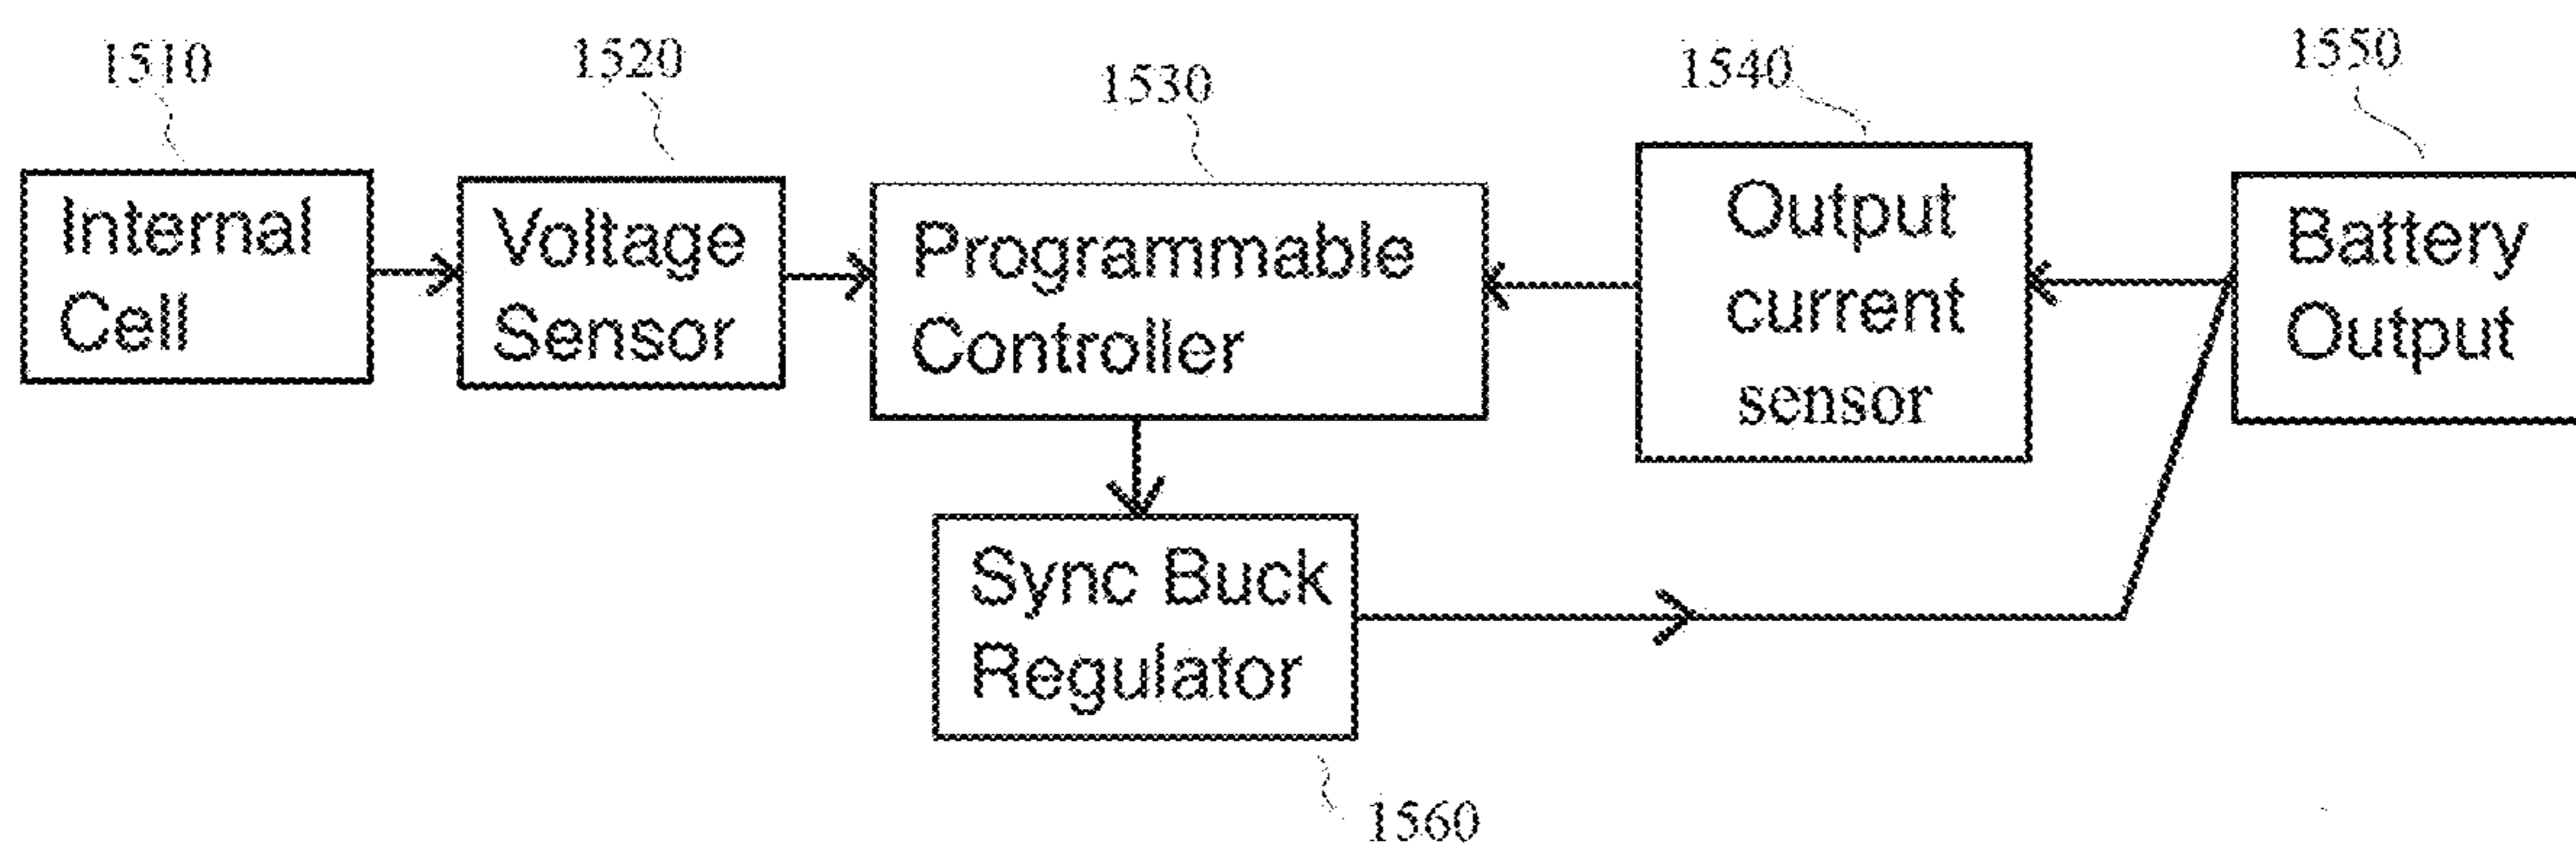 1510
1520
1530
1540
1550
Internal
Cell
Voltage
Sensor
Programmable
Controller
Output
current
sensor
Battery
Output
Sync Buck
Regulator
1560